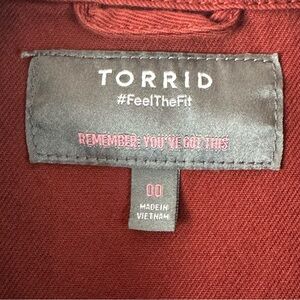 TORRID
#FeelTheFit
REMEMBER: YOU'VE GOT THIS
00
MADE IN
VIETNAM